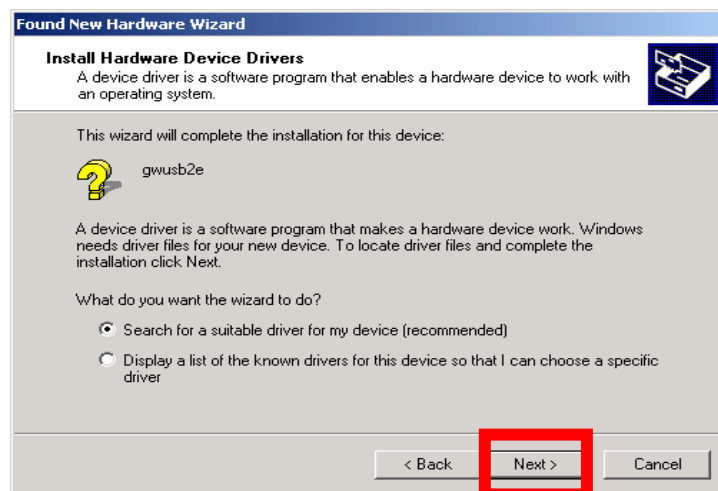 Found New Hardware Wizard
Install Hardware Device Drivers
A device driver is a software program that enables a hardware device to work with
an operating system.
This wizard will complete the installation for this device:
gwusb2e
A device driver is a software program that makes a hardware device work. Windows
needs driver files for your new device. To locate driver files and complete the
installation click Next.
What do you want the wizard to do?
Search for a suitable driver for my device (recommended)
Display a list of the known drivers for this device so that I can choose a specific
driver
< Back Next > Cancel